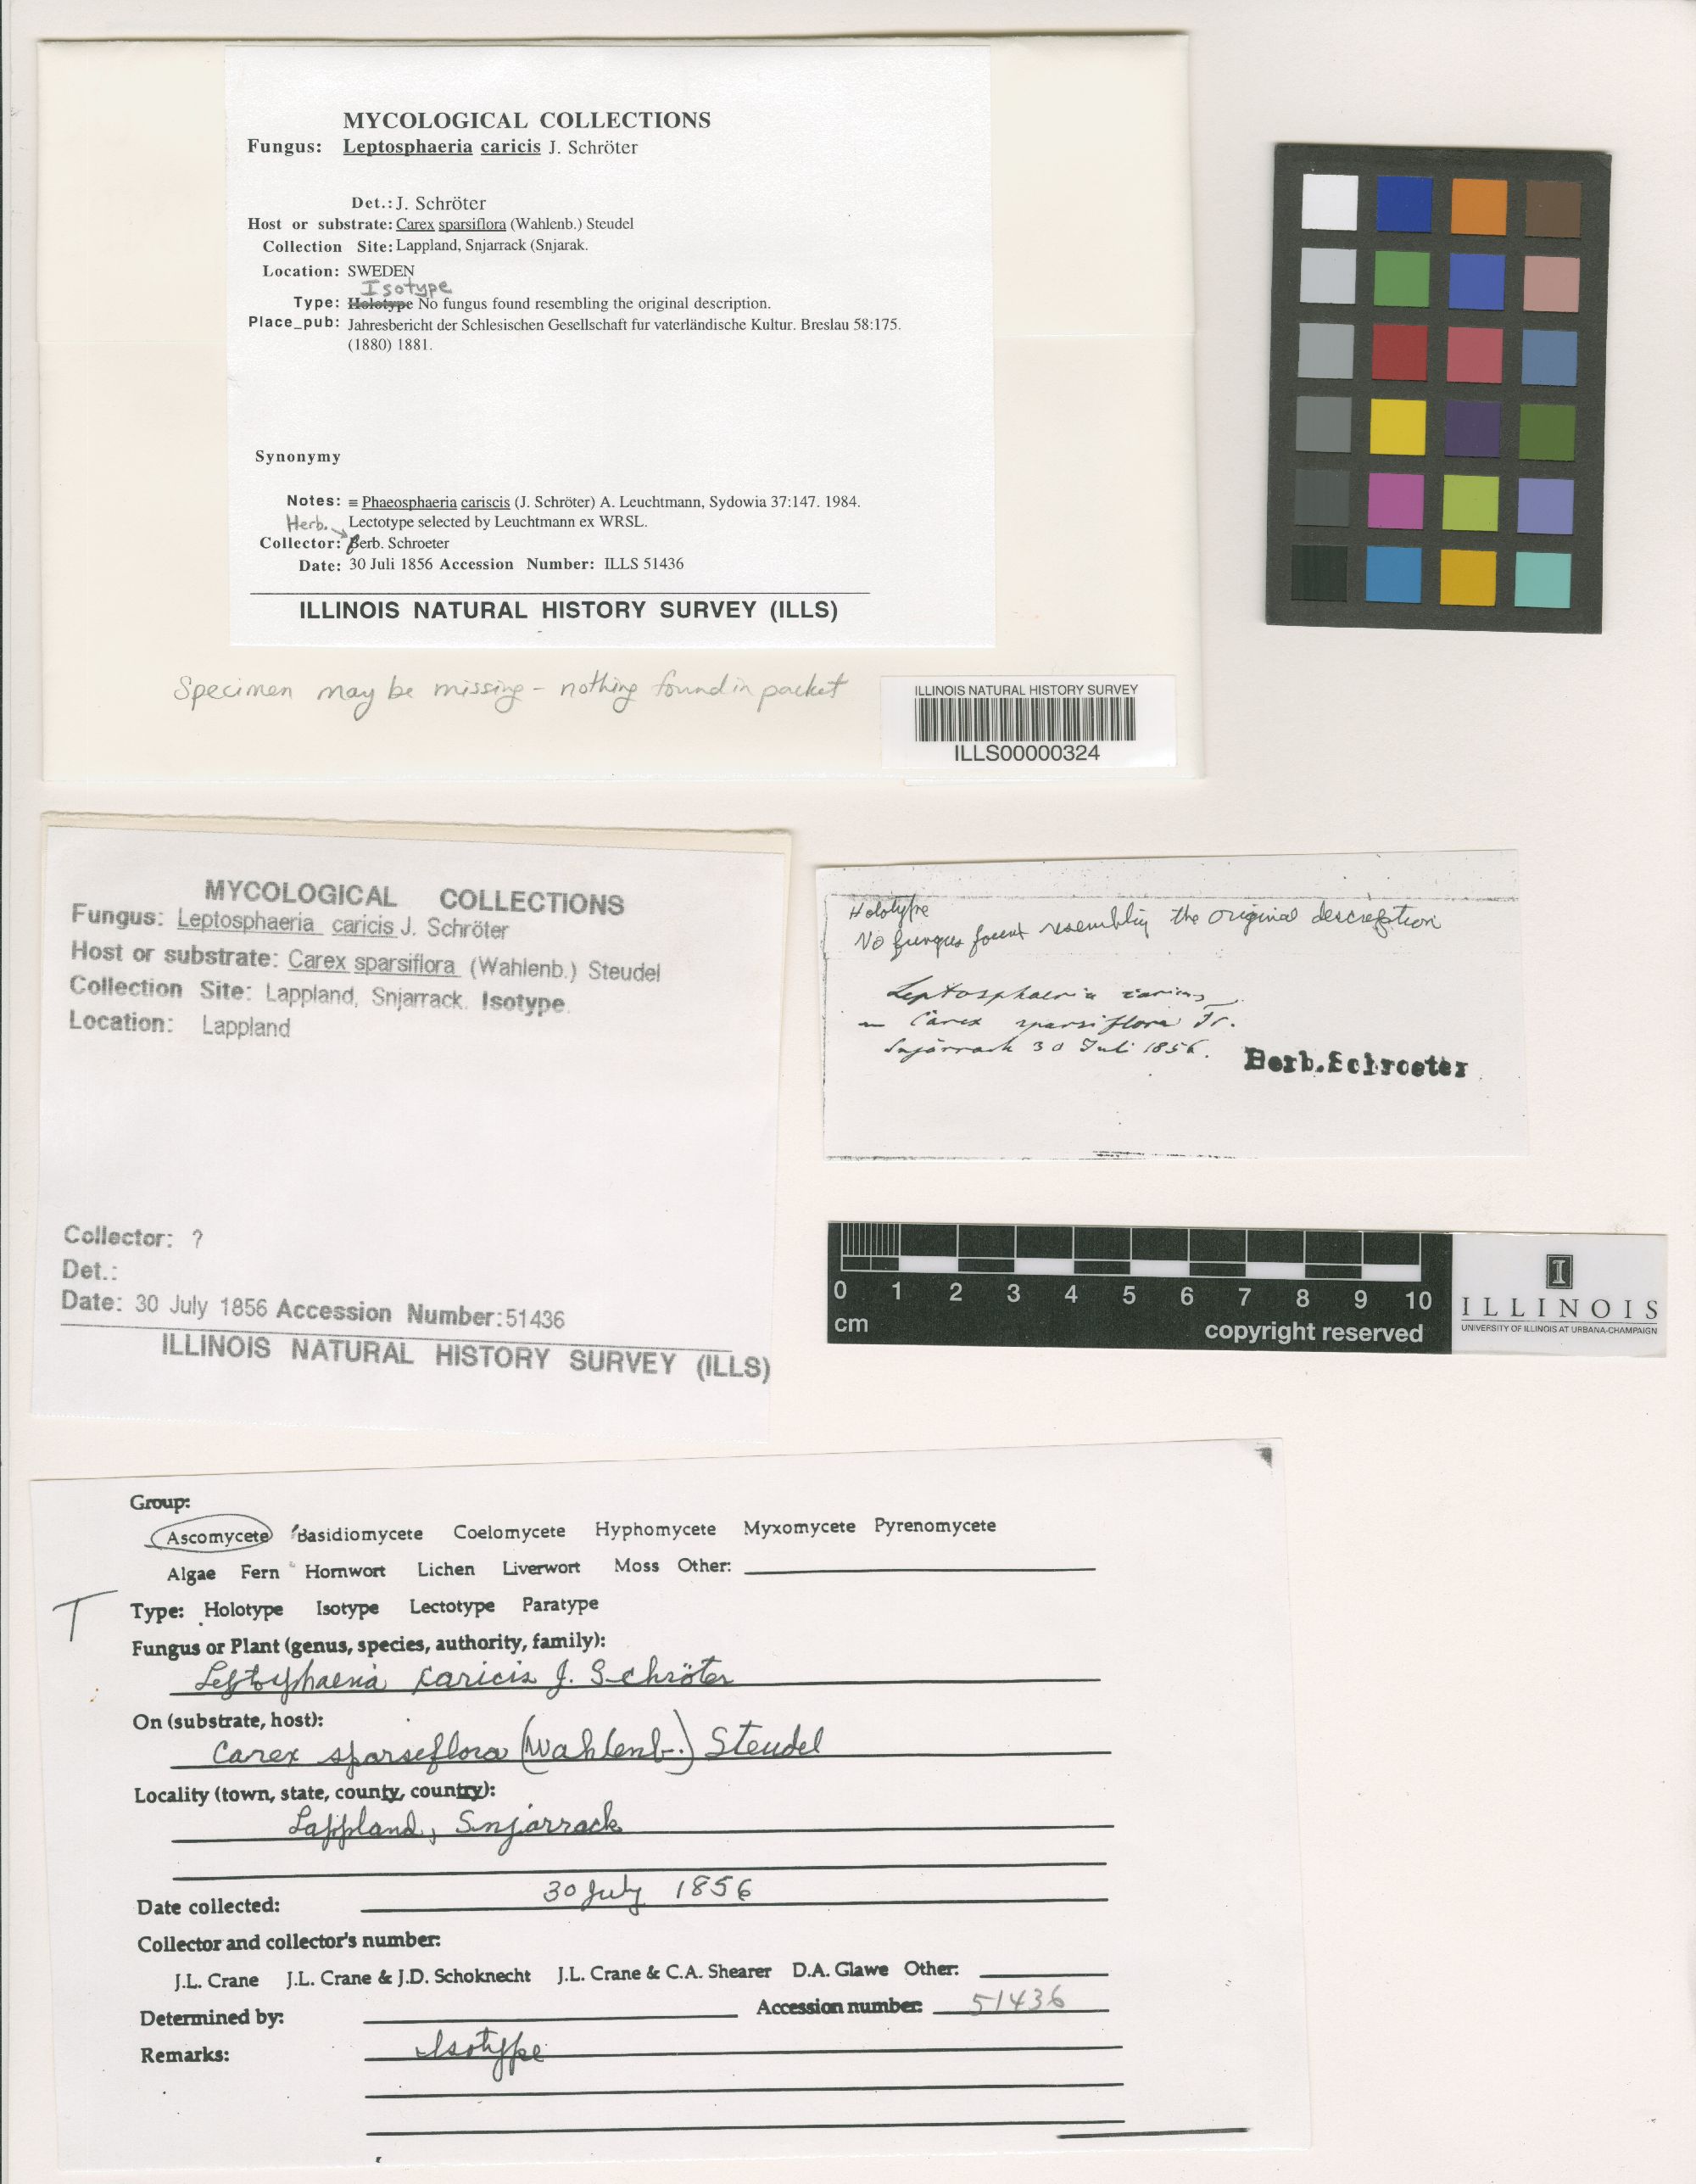 MYCOLOGICAL COLLECTIONS
Fungus: Leptosphaeria caricis J. Schröter
Det.: J. Schröter
Host or substrate: Carex sparsiflora (Wahlenb.) Steudel
Collection Site: Lappland, Snjarrack (Snjarak.
Location: SWEDEN
Isotype
Type: Holotype No fungus found resembling the original description.
Place_pub: Jahresbericht der Schlesischen Gesellschaft fur vaterländische Kultur. Breslau 58:175.
(1880) 1881.
Synonymy
Notes: ≡ Phaeosphaeria cariscis (J. Schröter) A. Leuchtmann, Sydowia 37:147. 1984.
Herb. Lectotype selected by Leuchtmann ex WRSL.
Collector: Berb. Schroeter
Date: 30 Juli 1856 Accession Number: ILLS 51436
ILLINOIS NATURAL HISTORY SURVEY (ILLS)
Specimen may be missing - nothing found in packet
ILLINOIS NATURAL HISTORY SURVEY
ILLS00000324
MYCOLOGICAL COLLECTIONS
Fungus: Leptosphaeria caricis J. Schröter
Host or substrate: Carex sparsiflora (Wahlenb.) Steudel
Collection Site: Lappland, Snjarrack. Isotype.
Location: Lappland
Collector: ?
Det.:
Date: 30 July 1856 Accession Number: 51436
ILLINOIS NATURAL HISTORY SURVEY (ILLS)
Holotype
No fungus found resembling the original description
Leptosphaeria caricis
Carex sparsiflora Fr.
Snjärrack 30 Juli 1856.
Berb. Schroeter
0 1 2 3 4 5 6 7 8 9 10
cm
copyright reserved
I
ILLINOIS
UNIVERSITY OF ILLINOIS AT URBANA-CHAMPAIGN
Group:
Ascomycete Basidiomycete Coelomycete Hyphomycete Myxomycete Pyrenomycete
Algae Fern Hornwort Lichen Liverwort Moss Other:
T
Type: Holotype Isotype Lectotype Paratype
Fungus or Plant (genus, species, authority, family):
Leptosphaeria caricis J. Schröter
On (substrate, host):
Carex sparseflora (Wahlenb.) Steudel
Locality (town, state, county, country):
Lappland, Snjarrack
Date collected: 30 July 1856
Collector and collector's number:
J.L. Crane J.L. Crane & J.D. Schoknecht J.L. Crane & C.A. Shearer D.A. Glawe Other:
Determined by: Accession number: 51436
Remarks: Isotype